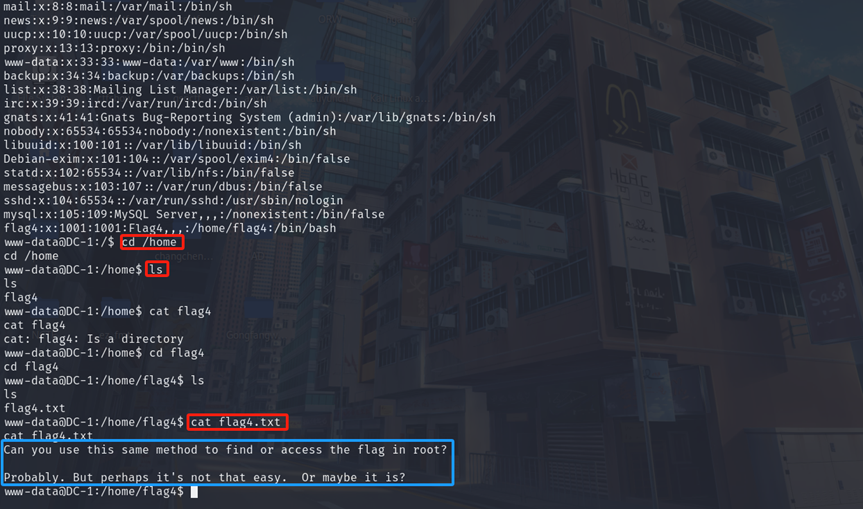 mail:x:8:8:mail:/var/mail:/bin/sh
news:x:9:9:news:/var/spool/news:/bin/sh
uucp:x:10:10:uucp:/var/spool/uucp:/bin/sh
proxy:x:13:13:proxy:/bin:/bin/sh
www-data:x:33:33:www-data:/var/www:/bin/sh
backup:x:34:34:backup:/var/backups:/bin/sh
list:x:38:38:Mailing List Manager:/var/list:/bin/sh
irc:x:39:39:ircd:/var/run/ircd:/bin/sh
gnats:x:41:41:Gnats Bug-Reporting System (admin):/var/lib/gnats:/bin/sh
nobody:x:65534:65534:nobody:/nonexistent:/bin/sh
libuuid:x:100:101::/var/lib/libuuid:/bin/sh
Debian-exim:x:101:104::/var/spool/exim4:/bin/false
statd:x:102:65534::/var/lib/nfs:/bin/false
messagebus:x:103:107::/var/run/dbus:/bin/false
sshd:x:104:65534::/var/run/sshd:/usr/sbin/nologin
mysql:x:105:109:MySQL Server,,,:/nonexistent:/bin/false
flag4:x:1001:1001:Flag4,,,:/home/flag4:/bin/bash
www-data@DC-1:/$ cd /home
cd /home
www-data@DC-1:/home$ ls
ls
flag4
www-data@DC-1:/home$ cat flag4
cat flag4
cat: flag4: Is a directory
www-data@DC-1:/home$ cd flag4
cd flag4
www-data@DC-1:/home/flag4$ ls
ls
flag4.txt
www-data@DC-1:/home/flag4$ cat flag4.txt
cat flag4.txt
Can you use this same method to find or access the flag in root?
Probably. But perhaps it's not that easy.  Or maybe it is?
www-data@DC-1:/home/flag4$